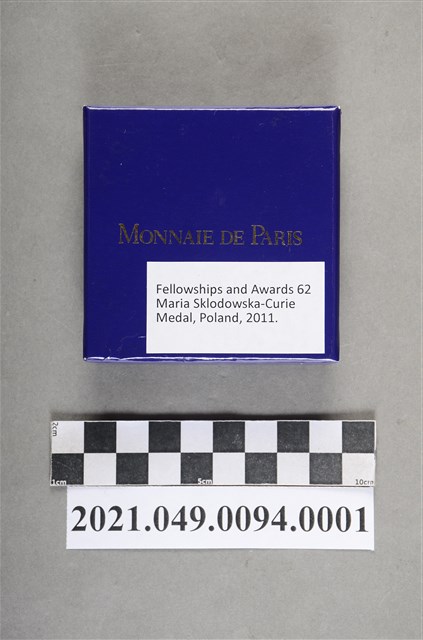 MONNAIE DE PARIS
Fellowships and Awards 62
Maria Sklodowska-Curie
Medal, Poland, 2011.
2cm
1cm 5cm 10cm
2021.049.0094.0001